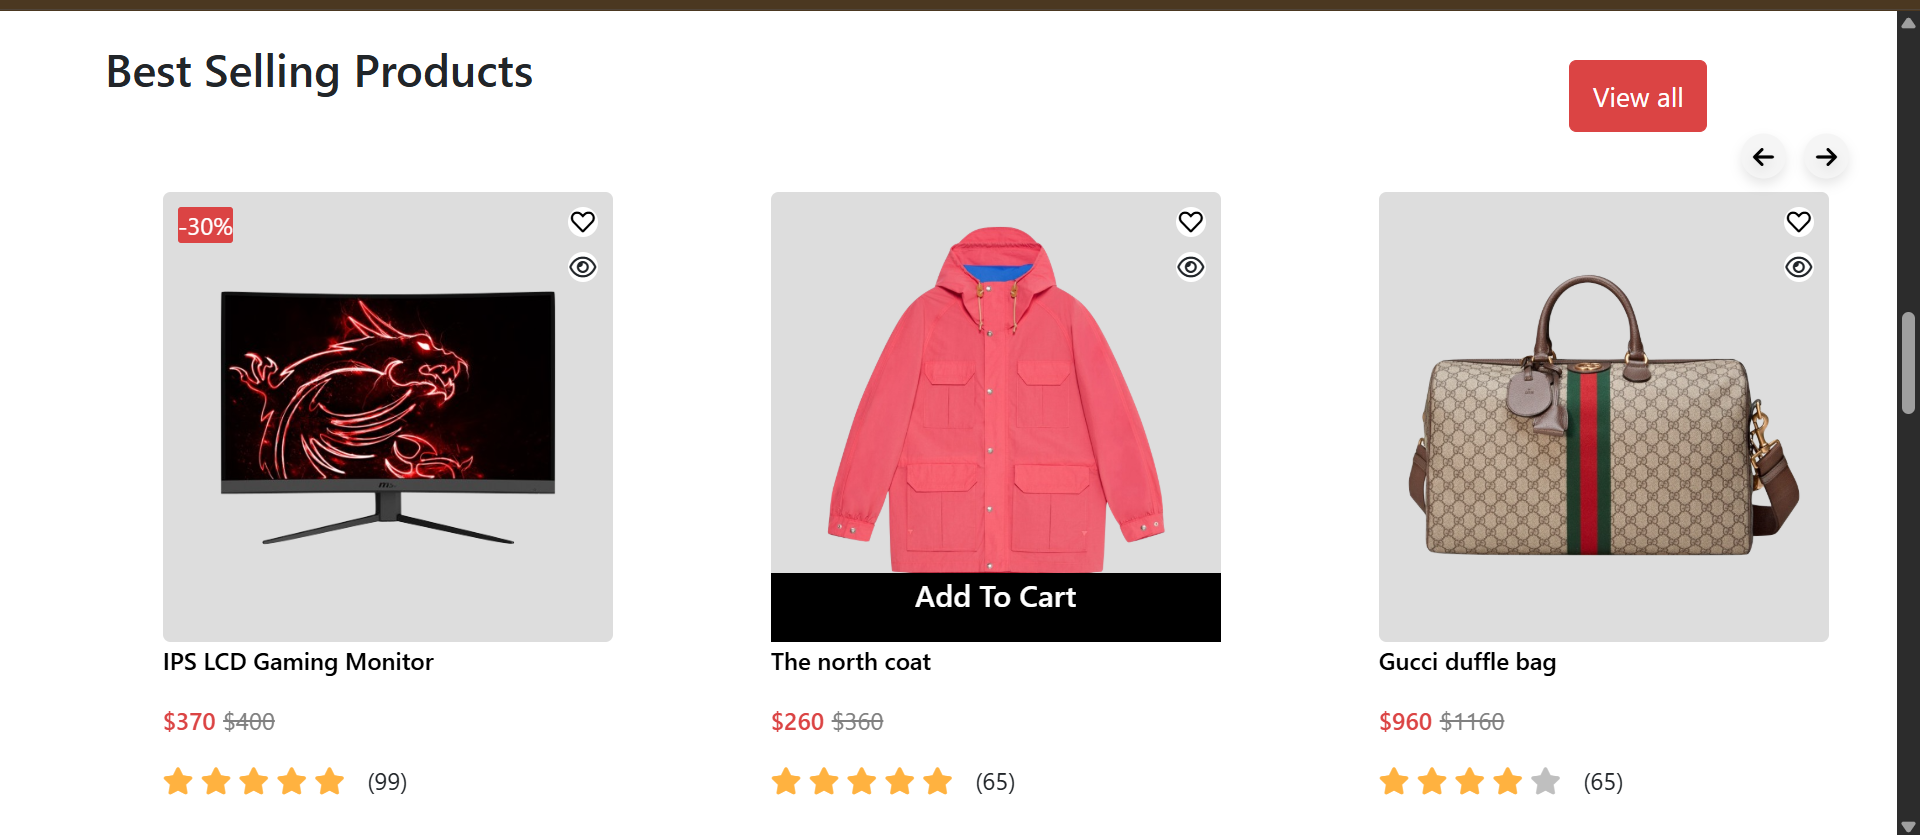 Best Selling Products
View all
-30%
Add To Cart
IPS LCD Gaming Monitor
The north coat
Gucci duffle bag
$370 $400
$260 $360
$960 $1160
(99)
(65)
(65)